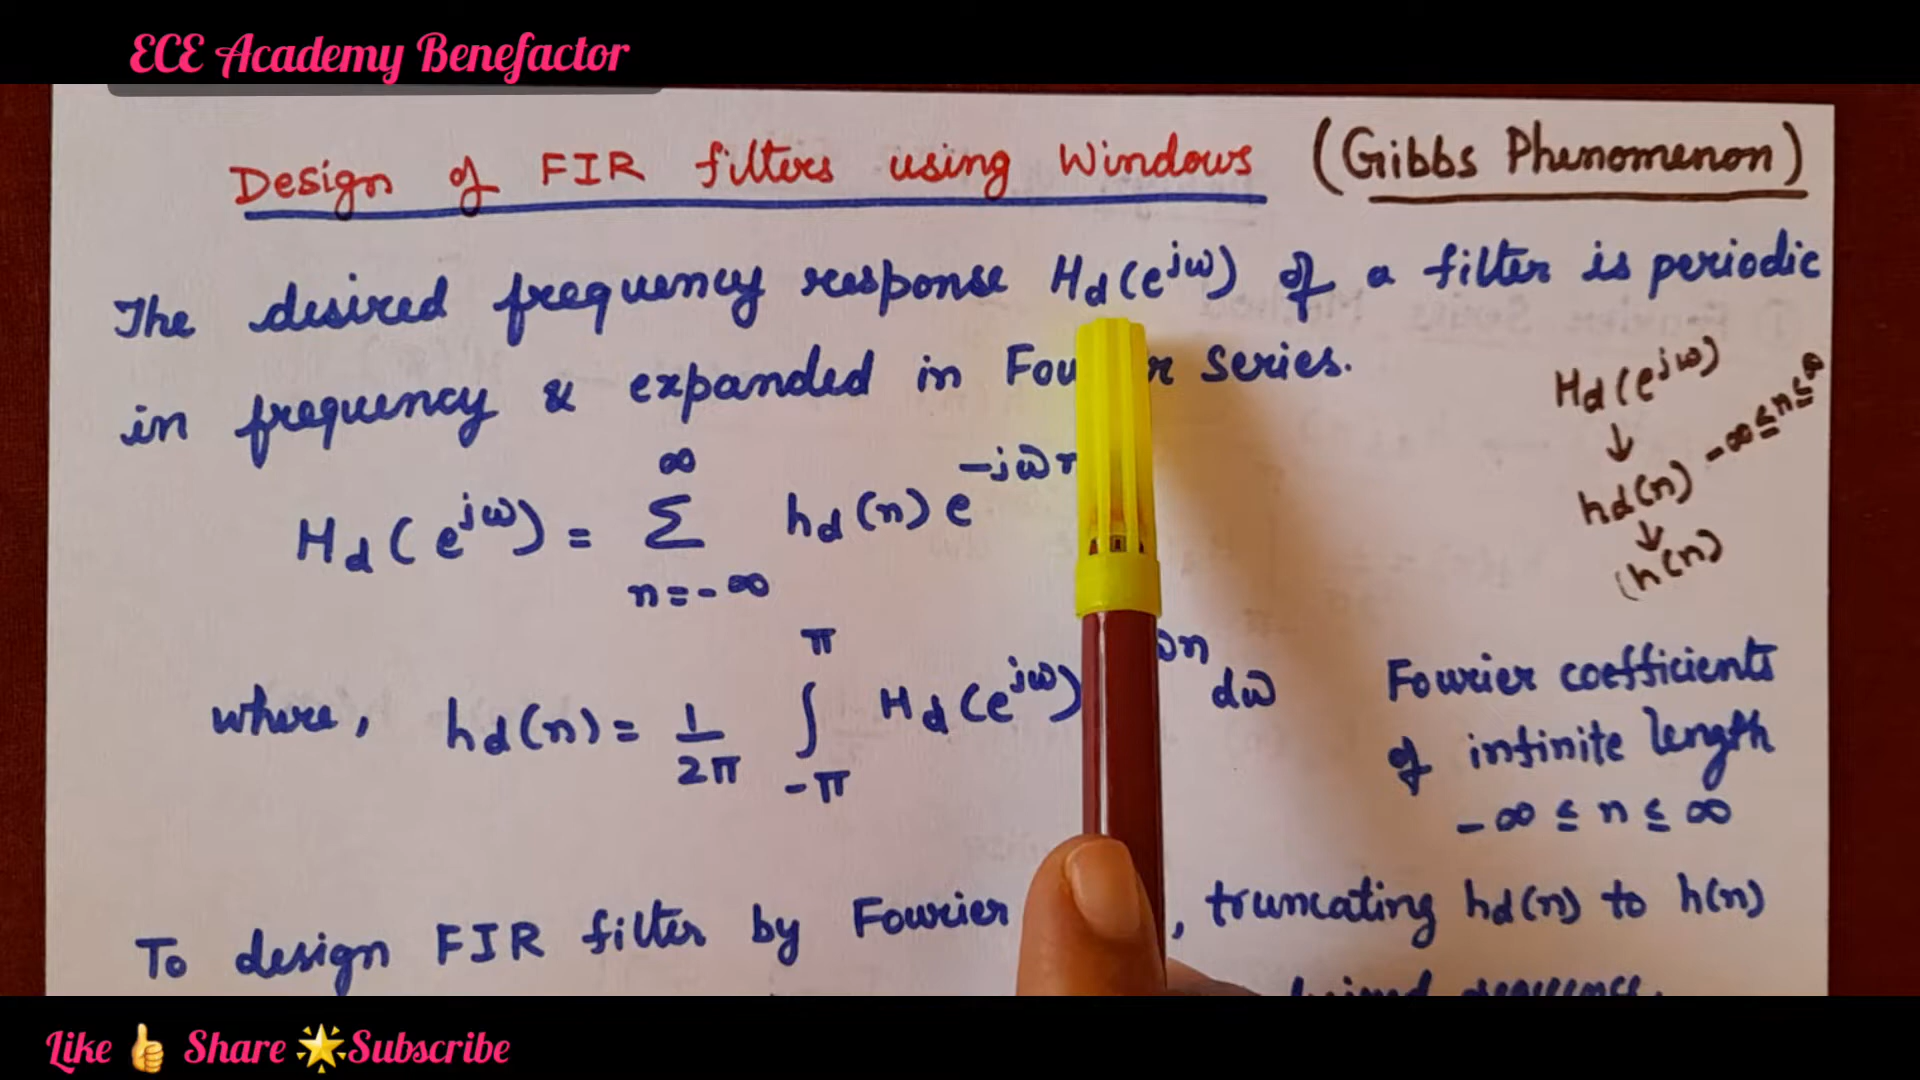 ECE Academy Benefactor
Design of FIR filters using Windows (Gibbs Phenomenon)
The desired frequency response Hd(e^jω) of a filter is periodic
in frequency & expanded in series.
Hd(e^jω) = ∑ hd(n) e^-jω
∞
n=-∞
Hd(e^jω)
↓
hd(n) -∞≤n≤∞
↓
(h(n)
where, hd(n) = 1/2π ∫ Hd(e^jω) dω
π
-π
Fourier coefficients
of infinite length
-∞ ≤ n ≤ ∞
To design FIR filter by Fourier , truncating hd(n) to h(n)
Like 👍 Share 🌟Subscribe